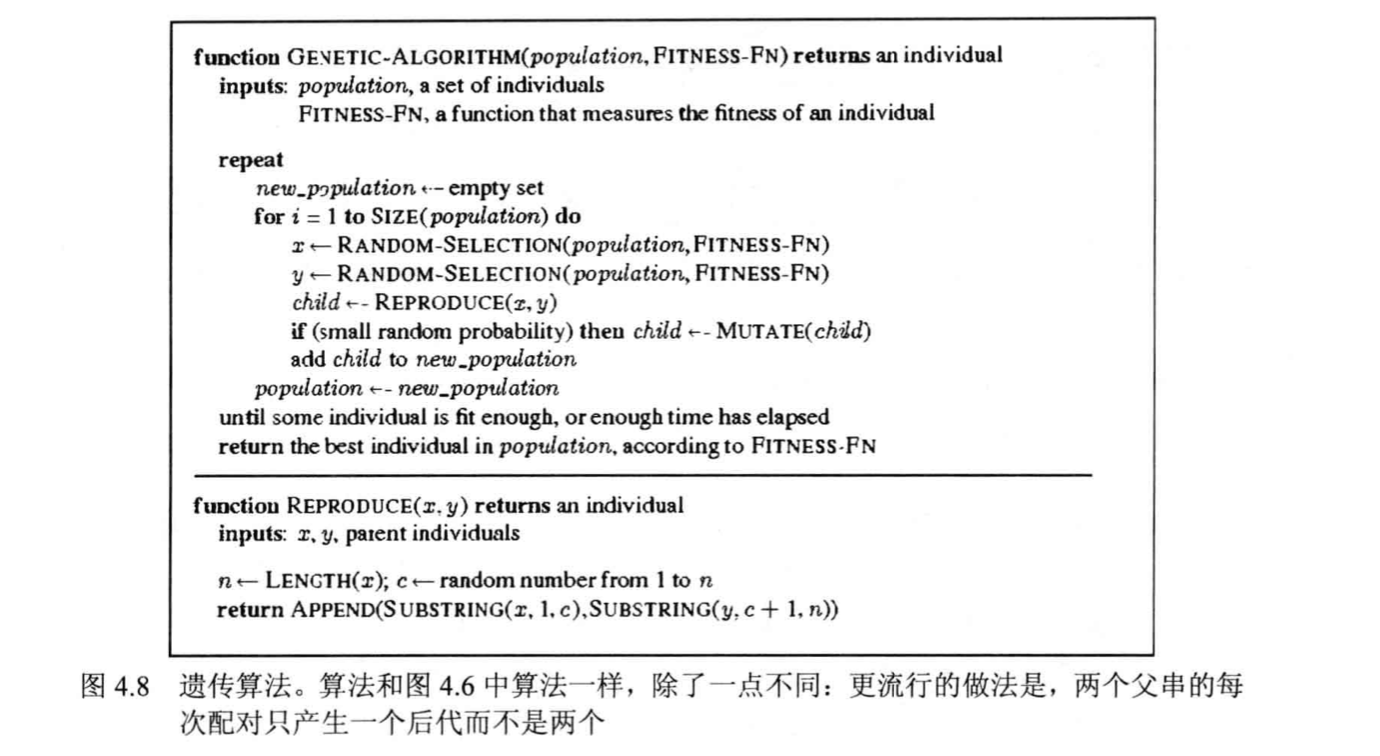 function GENETIC-ALGORITHM(population, FITNESS-FN) returns an individual
inputs: population, a set of individuals
FITNESS-FN, a function that measures the fitness of an individual
repeat
new_population ← empty set
for i = 1 to SIZE(population) do
x ← RANDOM-SELECTION(population, FITNESS-FN)
y ← RANDOM-SELECTION(population, FITNESS-FN)
child ← REPRODUCE(x, y)
if (small random probability) then child ← MUTATE(child)
add child to new_population
population ← new_population
until some individual is fit enough, or enough time has elapsed
return the best individual in population, according to FITNESS-FN
function REPRODUCE(x, y) returns an individual
inputs: x, y, parent individuals
n ← LENGTH(x); c ← random number from 1 to n
return APPEND(SUBSTRING(x, 1, c), SUBSTRING(y, c + 1, n))
图 4.8 遗传算法。算法和图 4.6 中算法一样，除了一点不同：更流行的做法是，两个父串的每
次配对只产生一个后代而不是两个